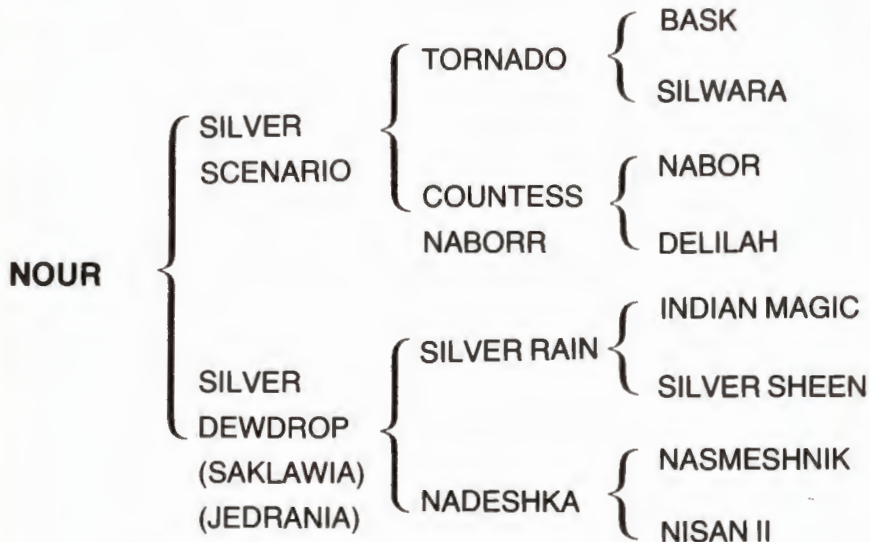 NOUR
SILVER
SCENARIO
TORNADO
BASK
SILWARA
COUNTESS
NABORR
NABOR
DELILAH
SILVER
DEWDROP
(SAKLAWIA)
(JEDRANIA)
SILVER RAIN
INDIAN MAGIC
SILVER SHEEN
NADESHKA
NASMESHNIK
NISAN II